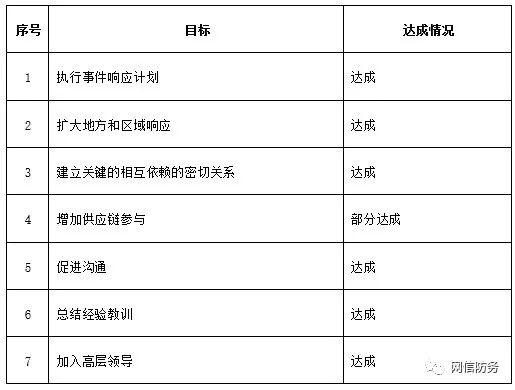 序号 目标 达成情况
1 执行事件响应计划 达成
2 扩大地方和区域响应 达成
3 建立关键的相互依赖的密切关系 达成
4 增加供应链参与 部分达成
5 促进沟通 达成
6 总结经验教训 达成
7 加入高层领导 达成
网信防务